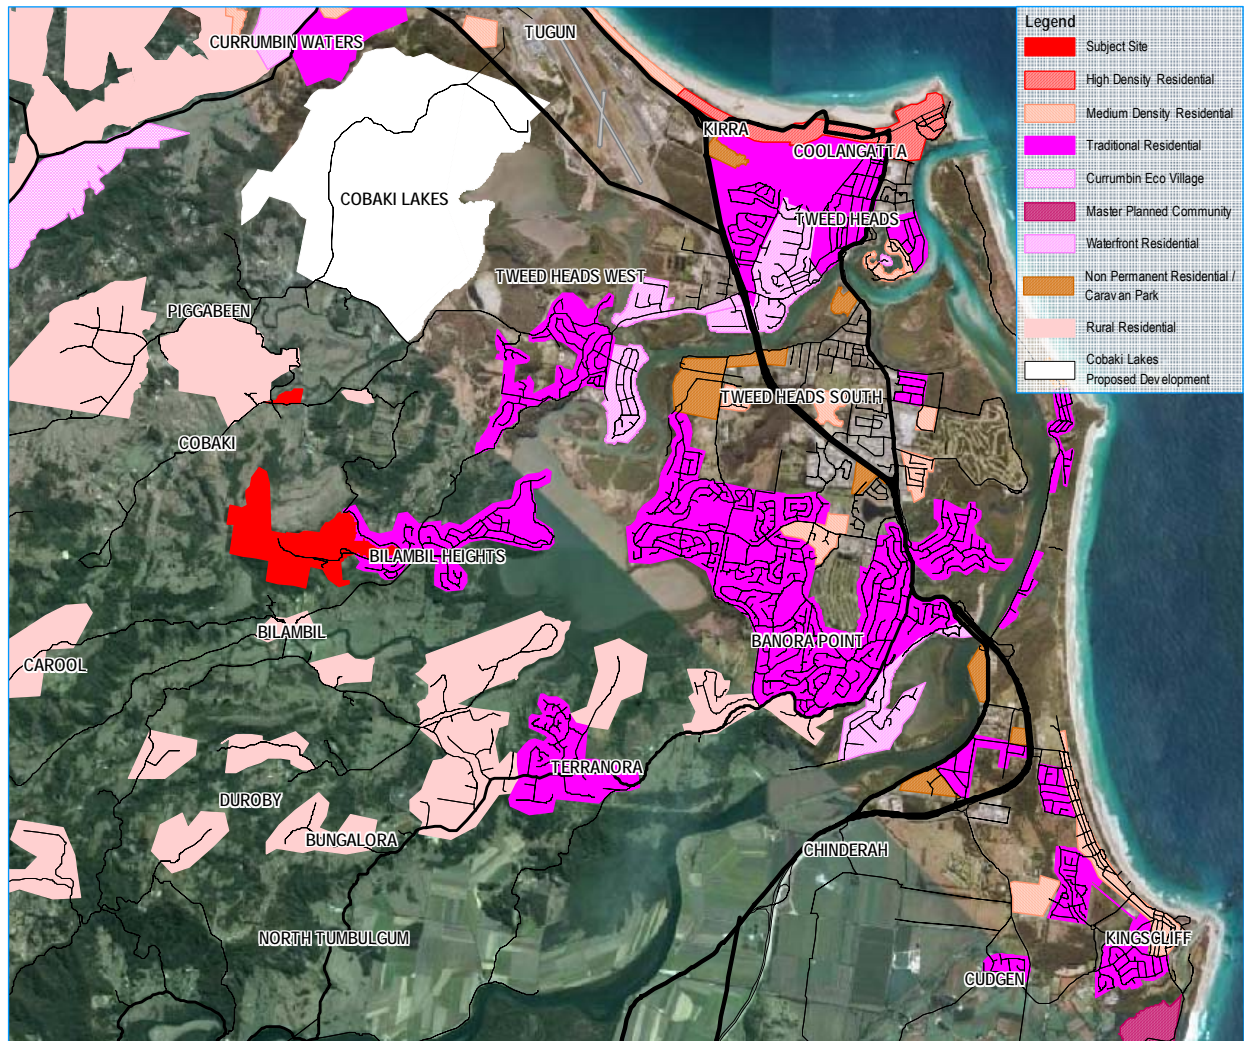 TUGUN
CURRUMBIN WATERS
KIRRA
COOLANGATTA
COBAKI LAKES
TWEED HEADS
TWEED HEADS WEST
PIGGABEEN
TWEED HEADS SOUTH
COBAKI
BILAMBIL HEIGHTS
BILAMBIL
BANORA POINT
CAROOL
TERRANORA
DUROBY
BUNGALORA
CHINDERAH
NORTH TUMBULGUM
KINGSCLIFF
CUDGEN
Legend
Subject Site
High Density Residential
Medium Density Residential
Traditional Residential
Currumbin Eco Village
Master Planned Community
Waterfront Residential
Non Permanent Residential /
Caravan Park
Rural Residential
Cobaki Lakes
Proposed Development